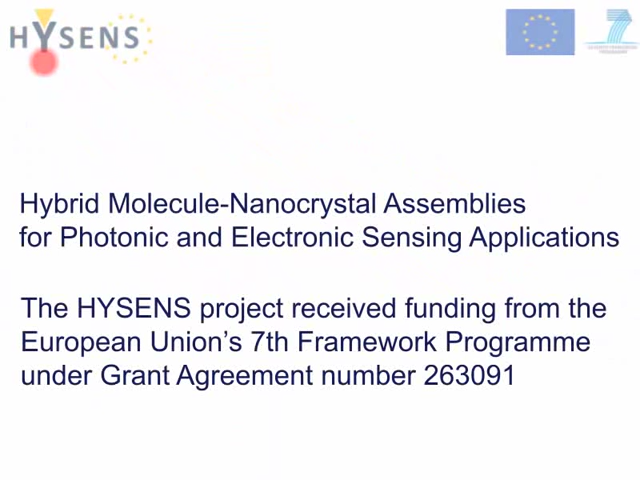 HYSENS
Hybrid Molecule-Nanocrystal Assemblies
for Photonic and Electronic Sensing Applications
The HYSENS project received funding from the
European Union's 7th Framework Programme
under Grant Agreement number 263091